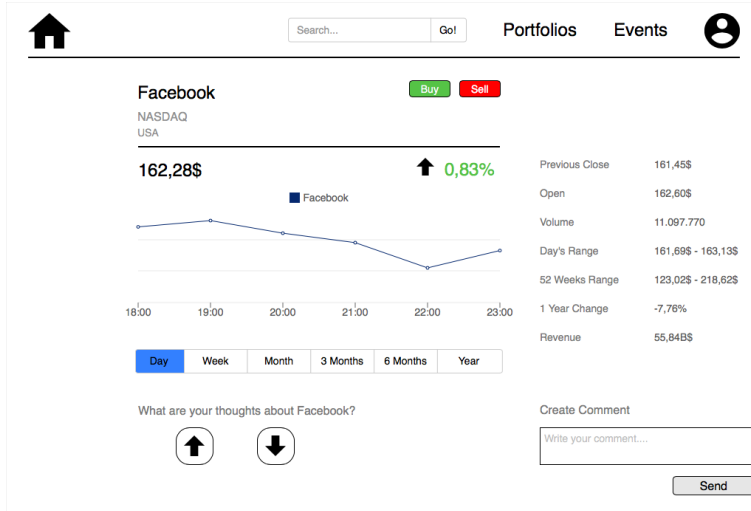 Search... Go! Portfolios Events
Facebook Buy Sell
NASDAQ
USA
162,28$ 0,83%
Facebook
18:00 19:00 20:00 21:00 22:00 23:00
Day Week Month 3 Months 6 Months Year
What are your thoughts about Facebook?
Previous Close 161,45$
Open 162,60$
Volume 11.097.770
Day's Range 161,69$ - 163,13$
52 Weeks Range 123,02$ - 218,62$
1 Year Change -7,76%
Revenue 55,84B$
Create Comment
Write your comment....
Send